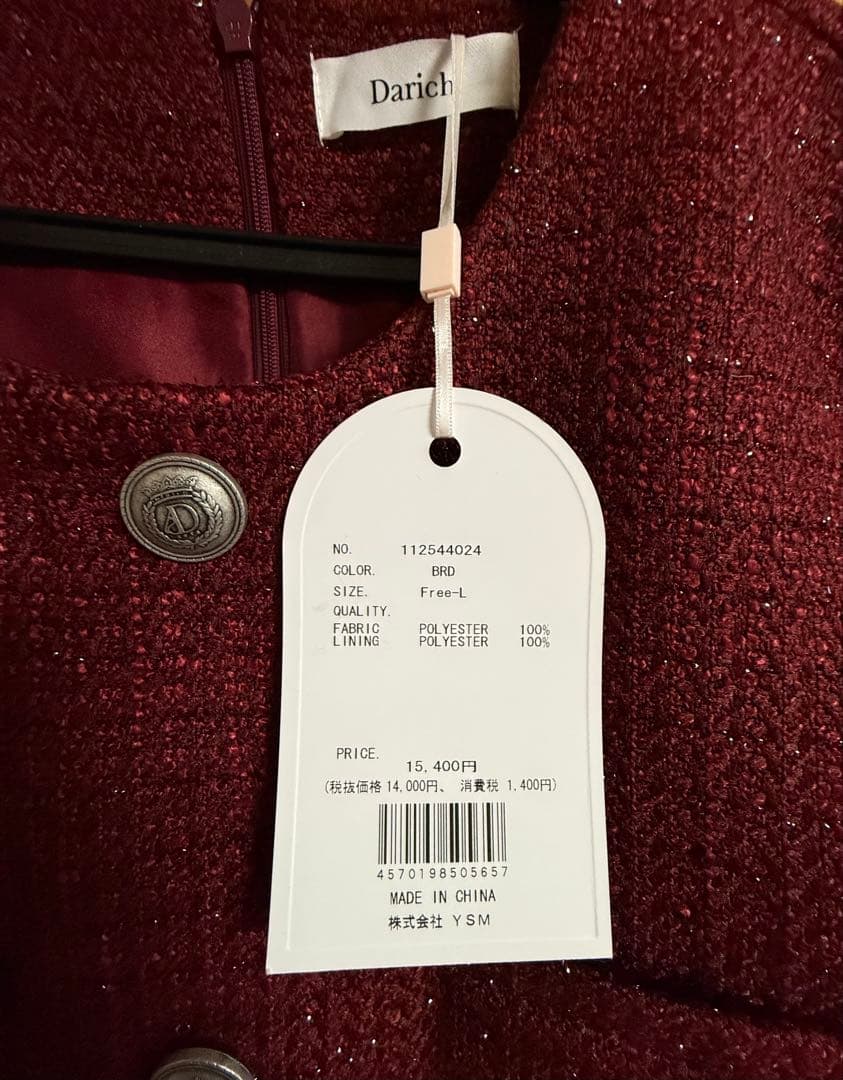 Darich
NO. 112544024
COLOR. BRD
SIZE. Free-L
QUALITY.
FABRIC POLYESTER 100%
LINING POLYESTER 100%
PRICE.
15,400円
(税抜価格 14,000円、 消費税 1,400円)
4570198505657
MADE IN CHINA
株式会社 YSM